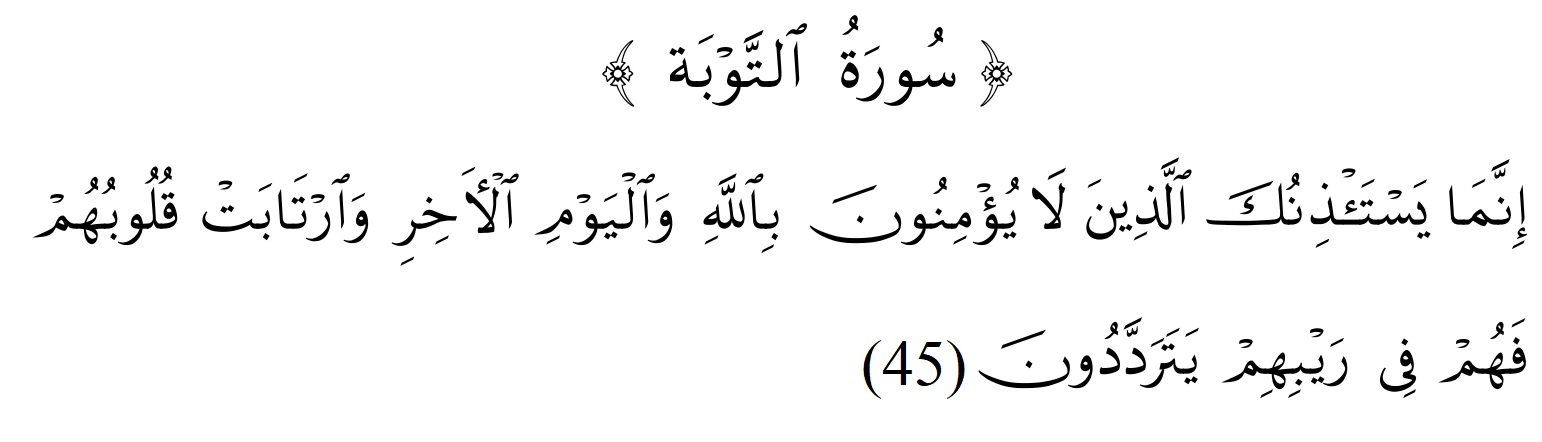 ﴿ سُورَةُ ٱلتَّوۡبَة ﴾
إِنَّمَا يَسۡتَـٔۡذِنُكَ ٱلَّذِينَ لَا يُؤۡمِنُونَ بِٱللَّهِ وَٱلۡيَوۡمِ ٱلۡأَخِرِ وَٱرۡتَابَتۡ قُلُوبُهُمۡ
فَهُمۡ فِى رَيۡبِهِمۡ يَتَرَدَّدُونَ (45)